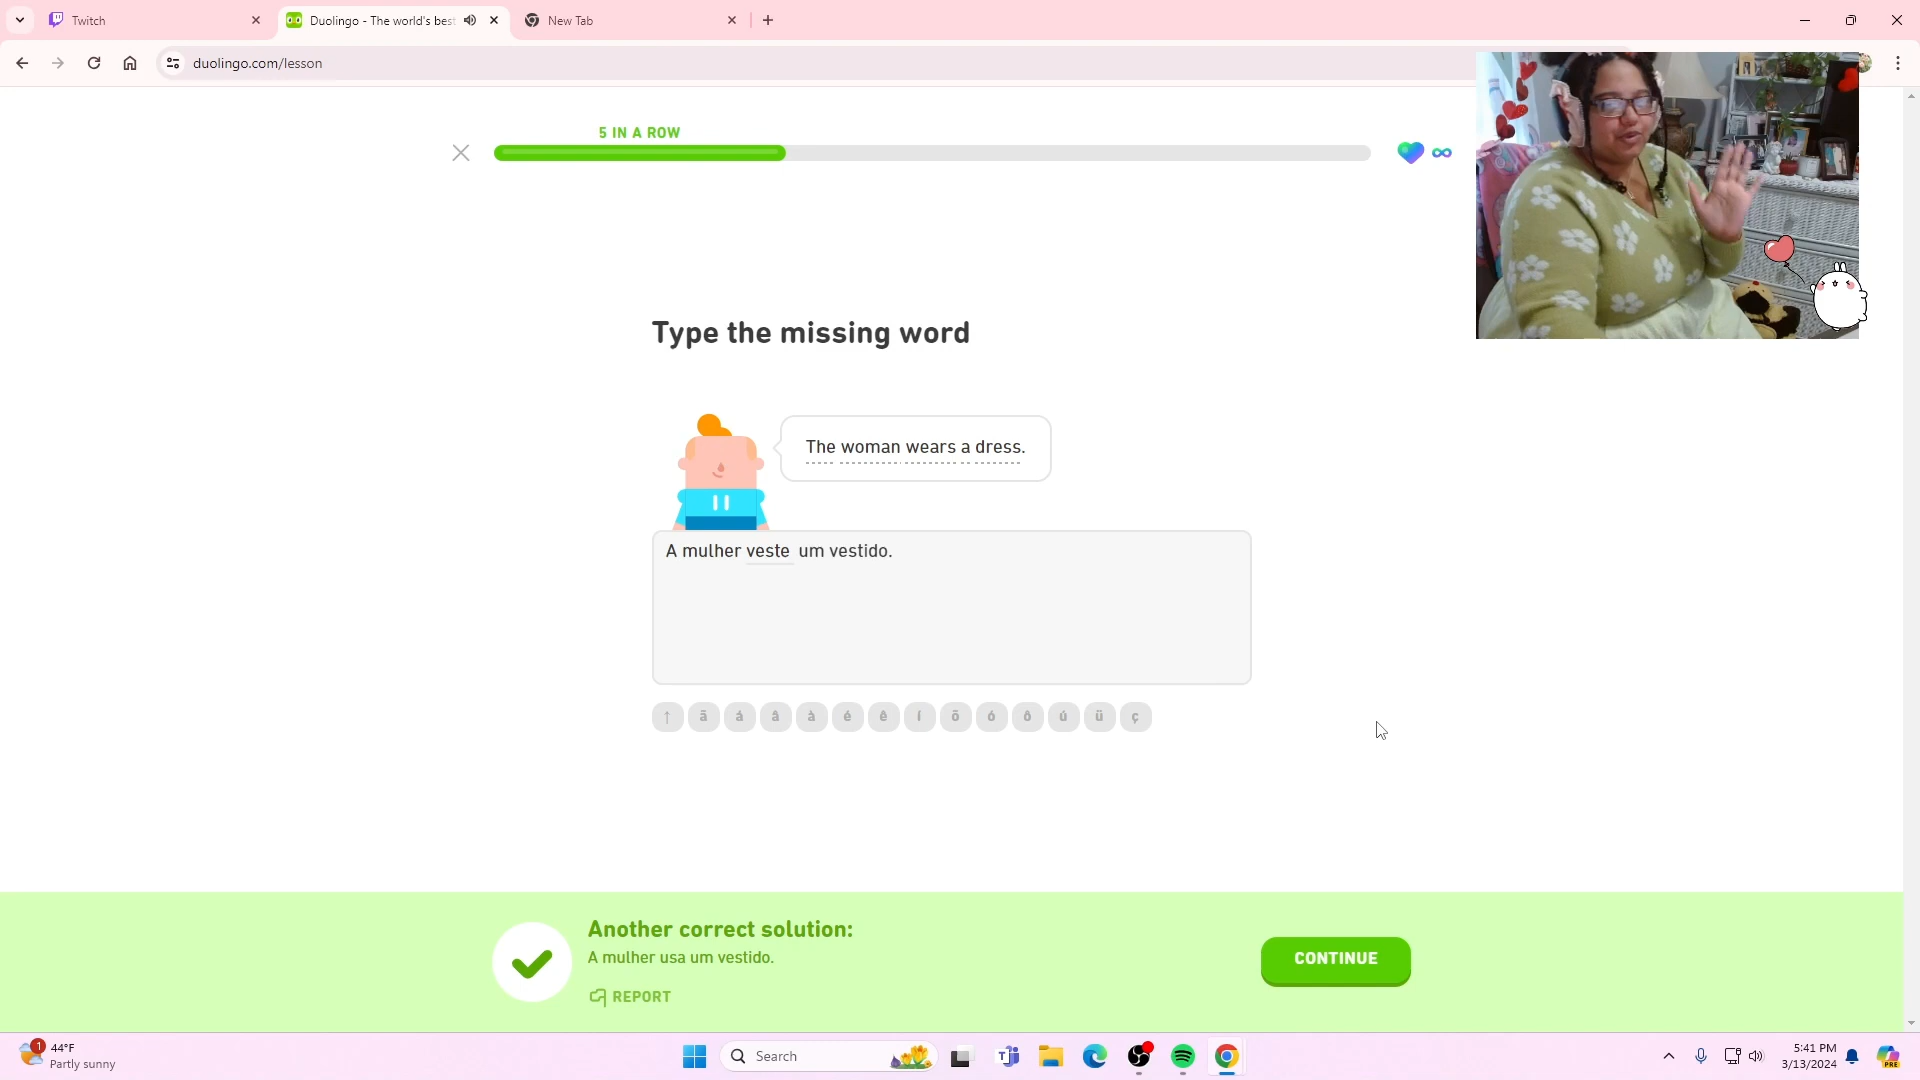 Twitch
Duolingo - The world's best
New Tab
duolingo.com/lesson
5 IN A ROW
Type the missing word
The woman wears a dress.
A mulher veste um vestido.
↑ ã á â à é ê í õ ó ô ú ü ç
Another correct solution:
A mulher usa um vestido.
REPORT
CONTINUE
1
44°F
Partly sunny
Search
5:41 PM
3/13/2024
PRE